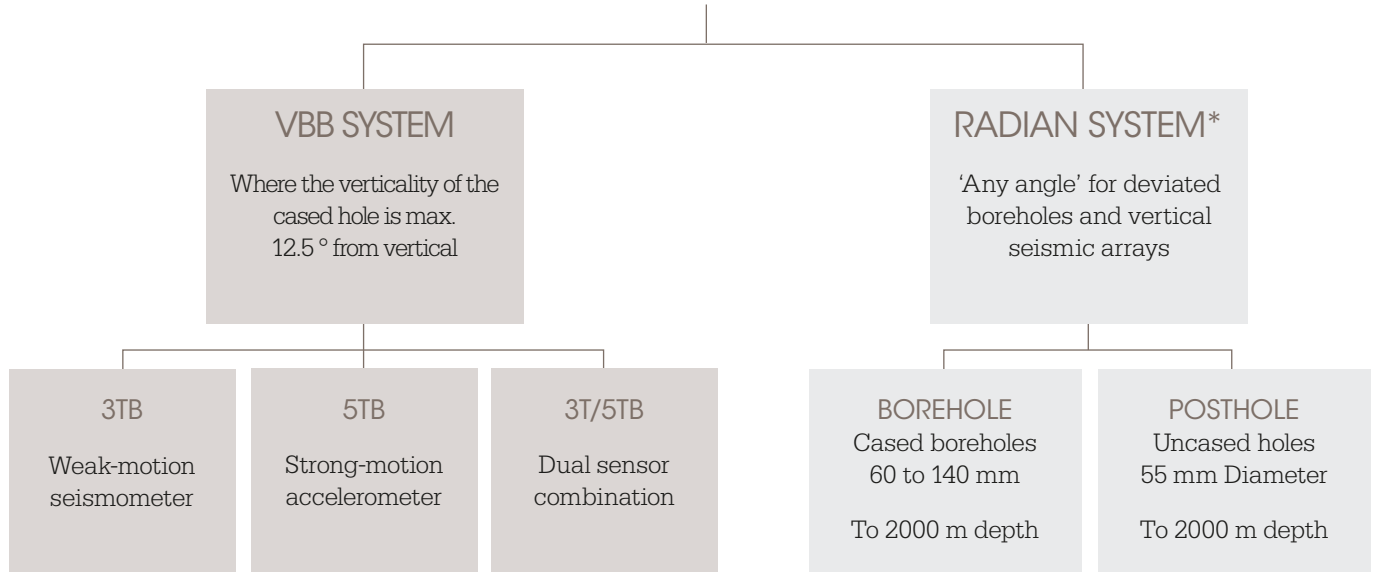 VBB SYSTEM
Where the verticality of the
cased hole is max.
12.5 ° from vertical
RADIAN SYSTEM*
‘Any angle’ for deviated
boreholes and vertical
seismic arrays
3TB
Weak-motion
seismometer
5TB
Strong-motion
accelerometer
3T/5TB
Dual sensor
combination
BOREHOLE
Cased boreholes
60 to 140 mm
To 2000 m depth
POSTHOLE
Uncased holes
55 mm Diameter
To 2000 m depth